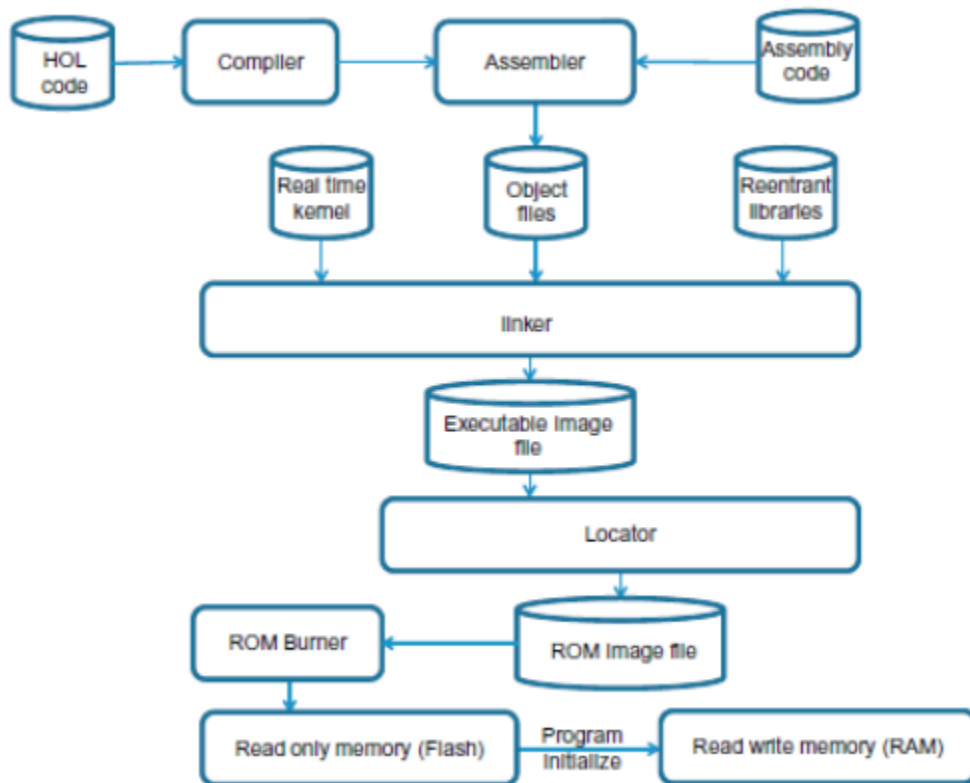 HOL
code
Compiler
Assembler
Assembly
code
Real time
kernel
Object
files
Reentrant
libraries
linker
Executable Image
file
Locator
ROM Burner
ROM Image file
Read only memory (Flash)
Program
Initialize
Read write memory (RAM)